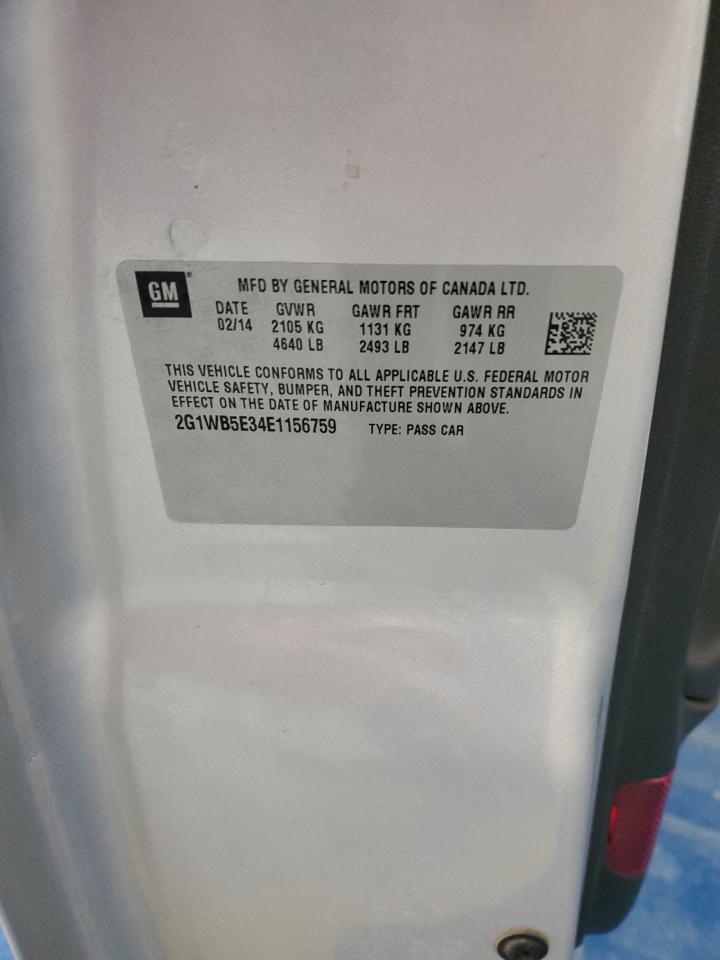 GM
MFD BY GENERAL MOTORS OF CANADA LTD.
DATE GVWR GAWR FRT GAWR RR
02/14 2105 KG 1131 KG 974 KG
4640 LB 2493 LB 2147 LB
THIS VEHICLE CONFORMS TO ALL APPLICABLE U.S. FEDERAL MOTOR
VEHICLE SAFETY, BUMPER, AND THEFT PREVENTION STANDARDS IN
EFFECT ON THE DATE OF MANUFACTURE SHOWN ABOVE.
2G1WB5E34E1156759 TYPE: PASS CAR